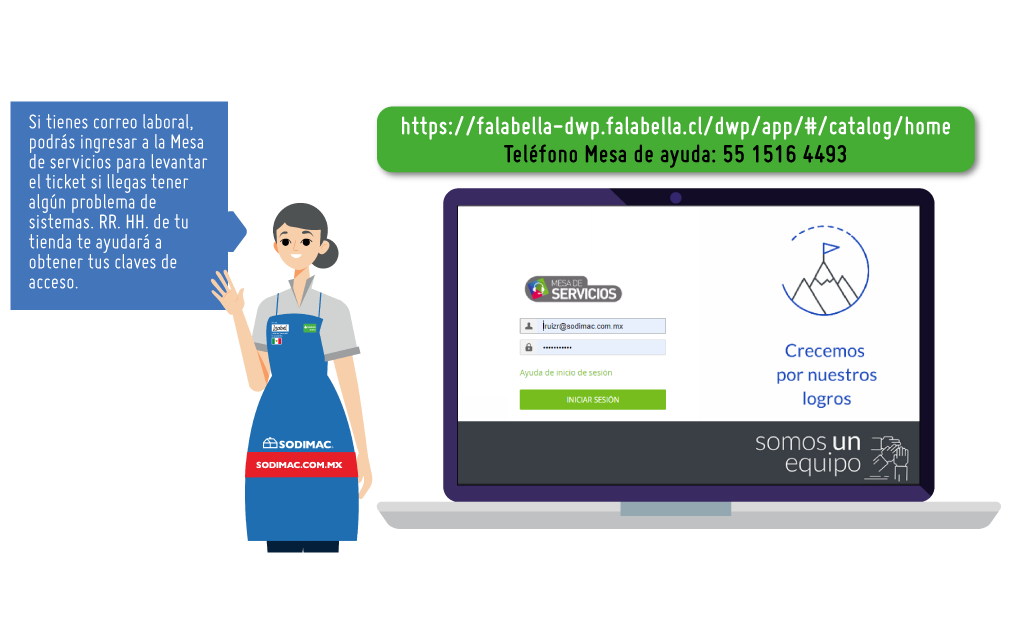 Si tienes correo laboral,
podrás ingresar a la Mesa
de servicios para levantar
el ticket si llegas tener
algún problema de
sistemas. RR. HH. de tu
tienda te ayudará a
obtener tus claves de
acceso.
https://falabella-dwp.falabella.cl/dwp/app/#/catalog/home
Teléfono Mesa de ayuda: 55 1516 4493
MESA DE
SERVICIOS
lruizr@sodimac.com.mx
•••••••••••
Ayuda de inicio de sesión
INICIAR SESIÓN
Crecemos
por nuestros
logros
somos un
equipo
Isabel
SODIMAC.
SODIMAC.COM.MX